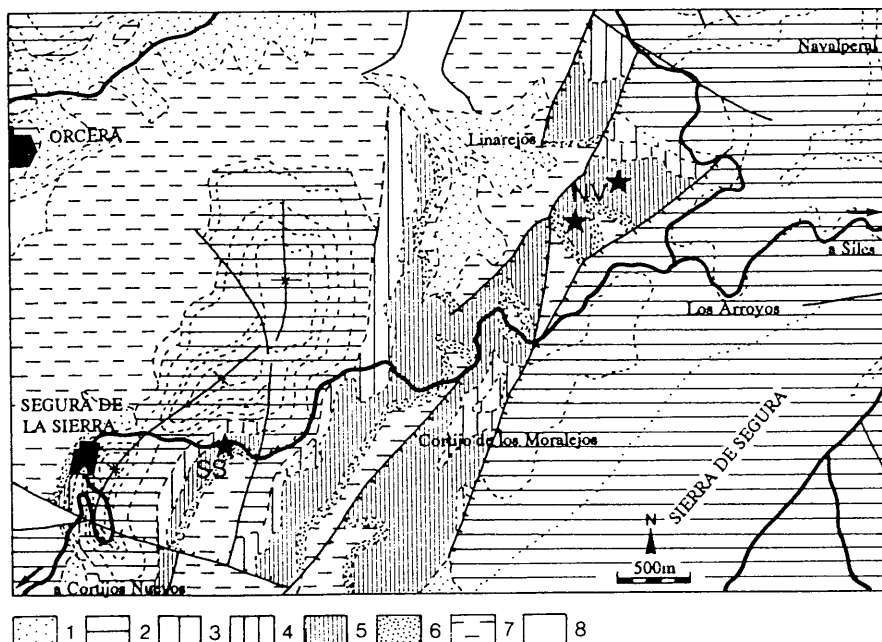 Navalperal
ORCERA
Linarejos
NV
a Siles
Los Arroyos
SEGURA DE
LA SIERRA
SS
Cortijo de los Moralejos
SIERRA DE SEGURA
N
500m
a Cortijos Nuevos
1 2 3 4 5 6 7 8